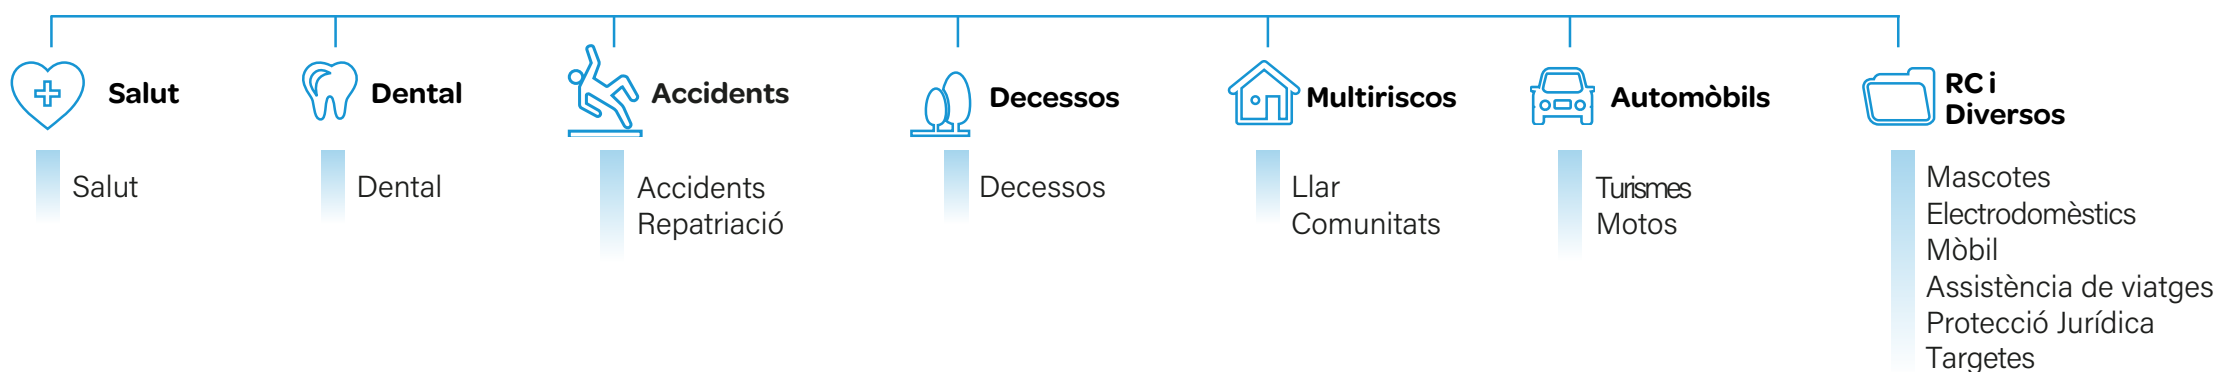 Salut
Salut
Dental
Dental
Accidents
Accidents
Repatriació
Decessos
Decessos
Multiriscos
Llar
Comunitats
Automòbils
Turismes
Motos
RC i
Diversos
Mascotes
Electrodomèstics
Mòbil
Assistència de viatges
Protecció Jurídica
Targetes